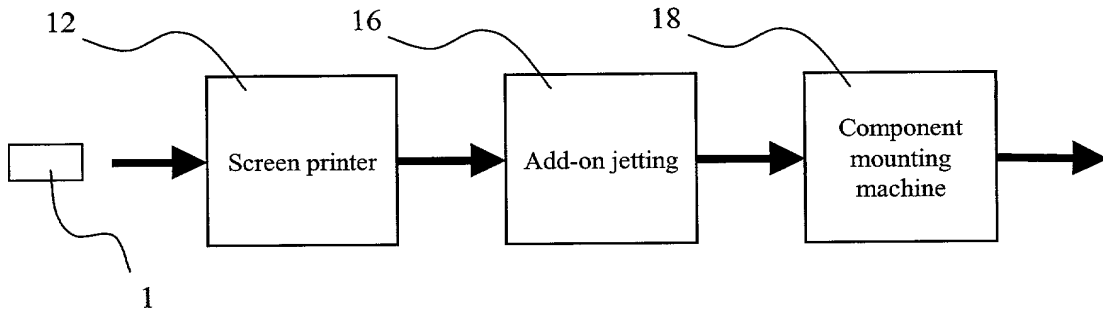 12
16
18
Screen printer
Add-on jetting
Component
mounting
machine
1